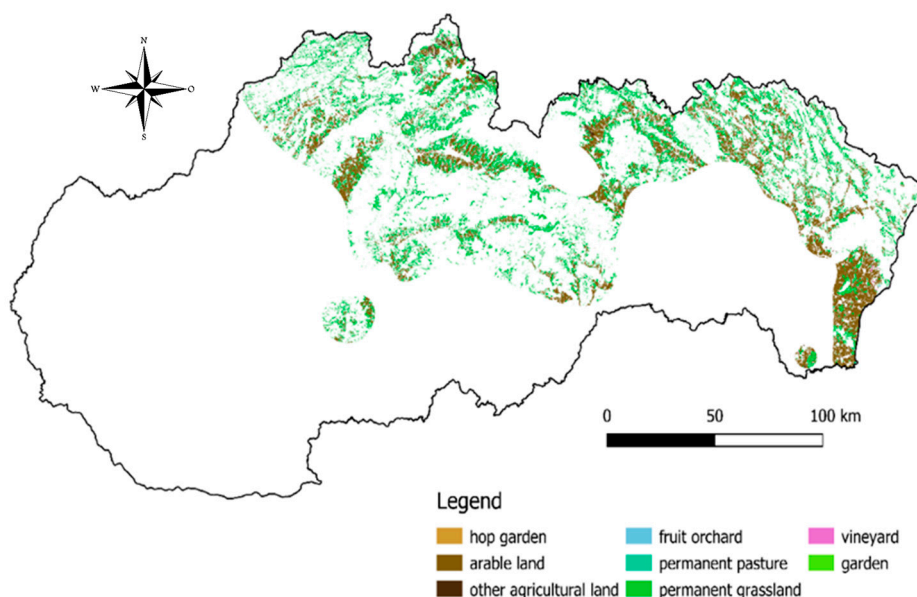 N
W O
S
0 50 100 km
Legend
hop garden fruit orchard vineyard
arable land permanent pasture garden
other agricultural land permanent grassland